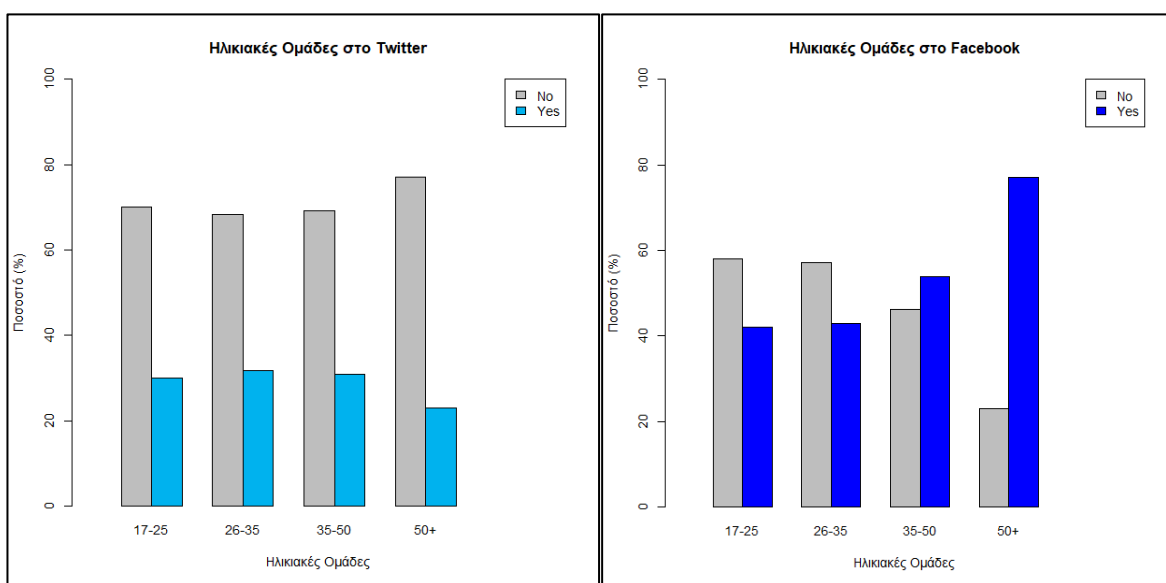 Ηλικιακές Ομάδες στο Twitter
No
Yes
Ποσοστό (%)
100
80
60
40
20
0
17-25
26-35
35-50
50+
Ηλικιακές Ομάδες
Ηλικιακές Ομάδες στο Facebook
No
Yes
Ποσοστό (%)
100
80
60
40
20
0
17-25
26-35
35-50
50+
Ηλικιακές Ομάδες